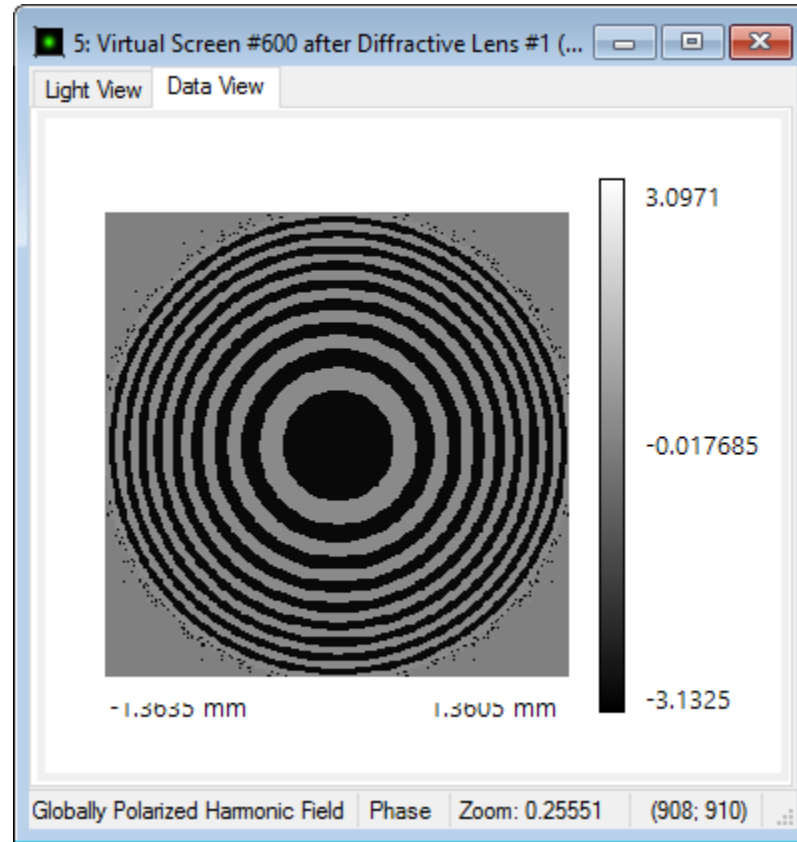 5: Virtual Screen #600 after Diffractive Lens #1 (...
Light View Data View
3.0971
-0.017685
-3.1325
-1.3635 mm 1.3605 mm
Globally Polarized Harmonic Field Phase Zoom: 0.25551 (908; 910)